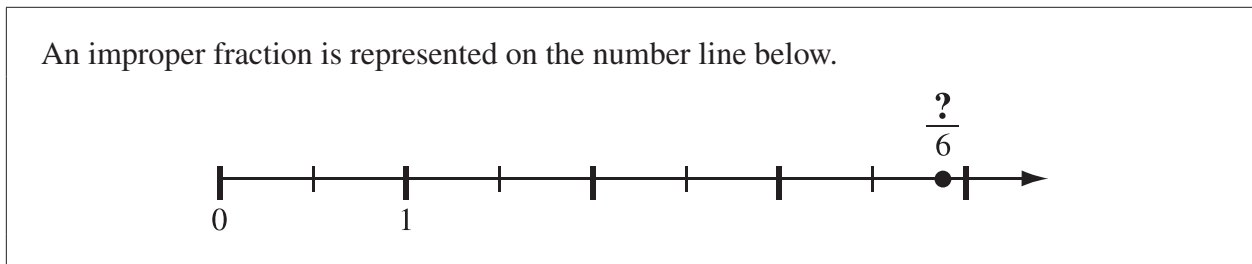 An improper fraction is represented on the number line below.
?
6
0 1